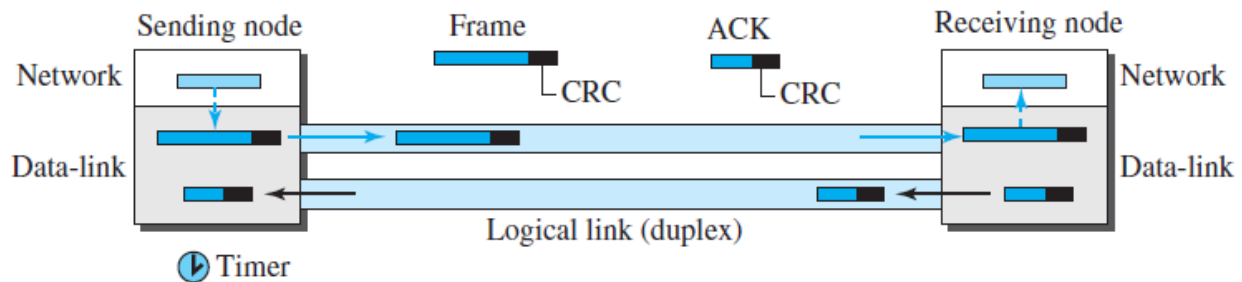 Sending node
Frame
ACK
Receiving node
Network
CRC
CRC
Network
Data-link
Data-link
Logical link (duplex)
Timer